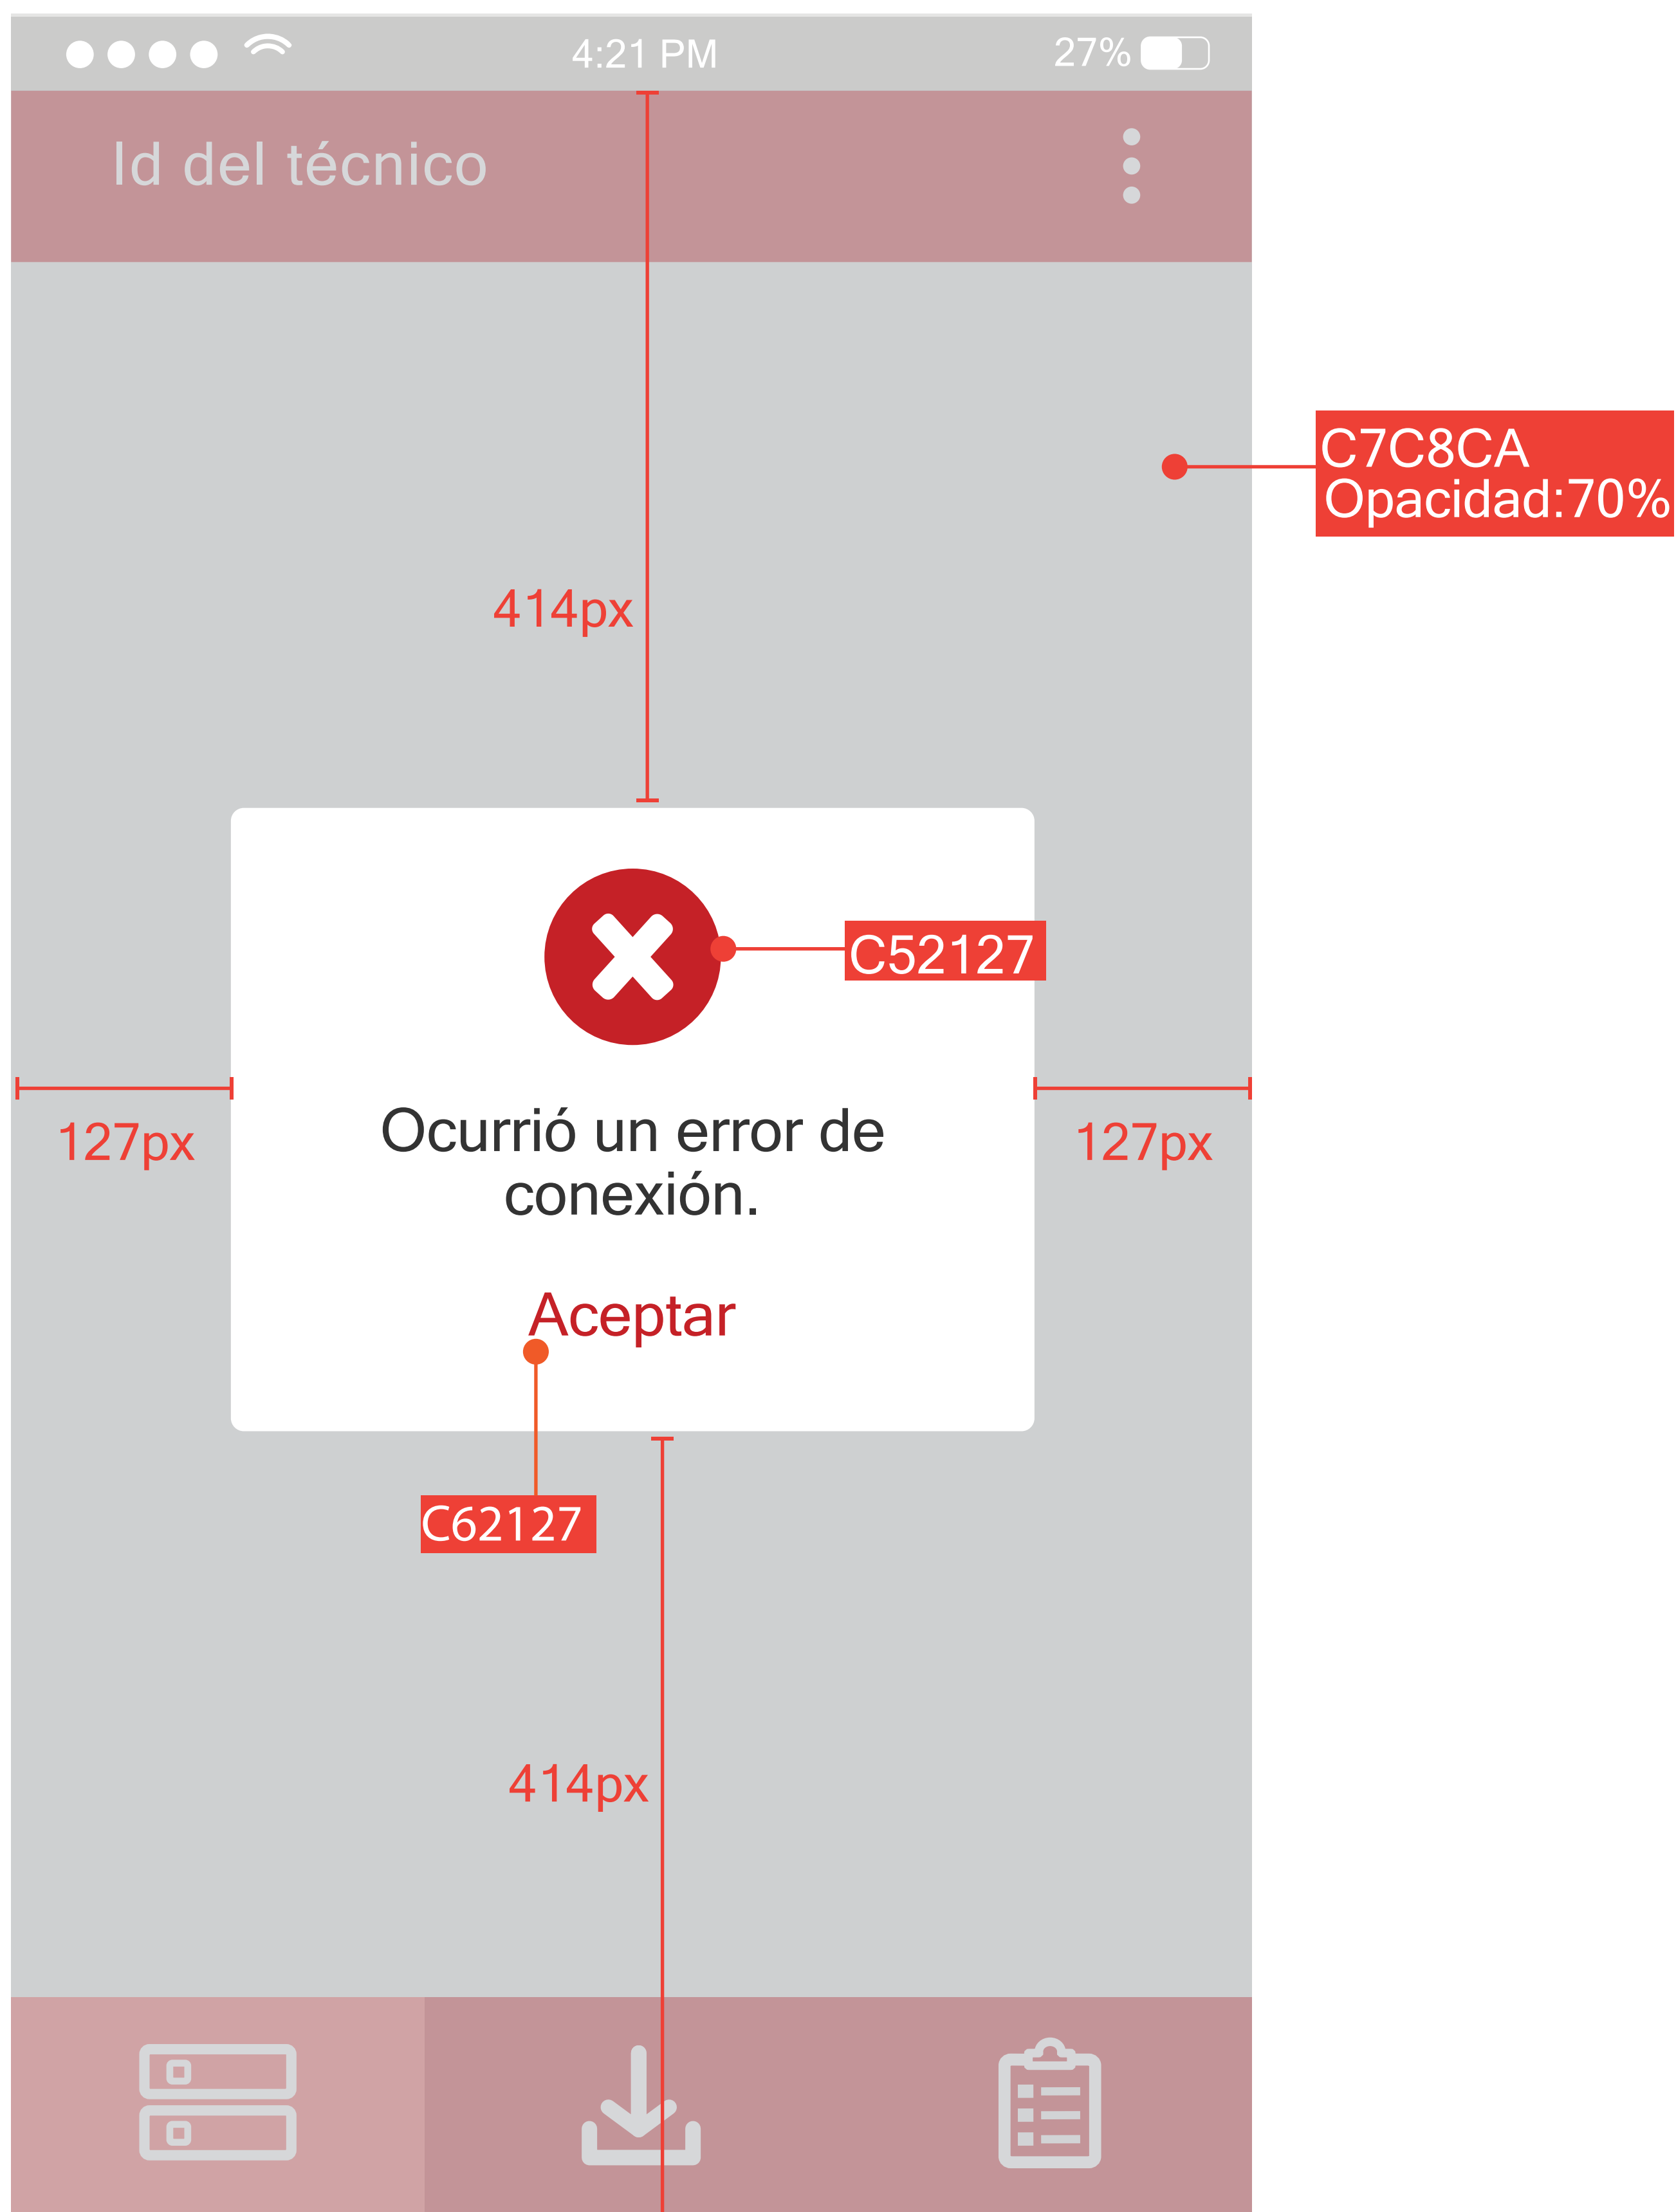 4:21 PM
27%
Id del técnico
C7C8CA
Opacidad:70%
414px
C52127
127px
127px
Ocurrió un error de
conexión.
Aceptar
C62127
414px